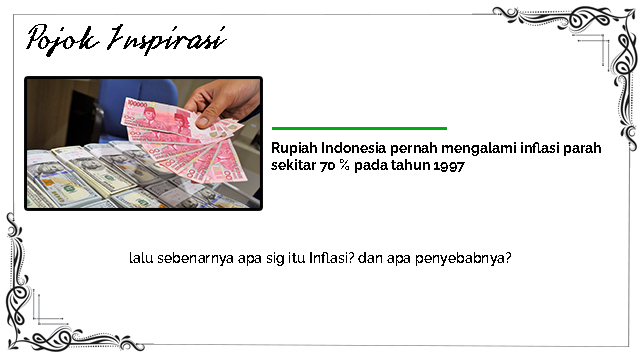 Pojok Inspirasi
100000
Rupiah Indonesia pernah mengalami inflasi parah
sekitar 70 % pada tahun 1997
lalu sebenarnya apa sig itu Inflasi? dan apa penyebabnya?